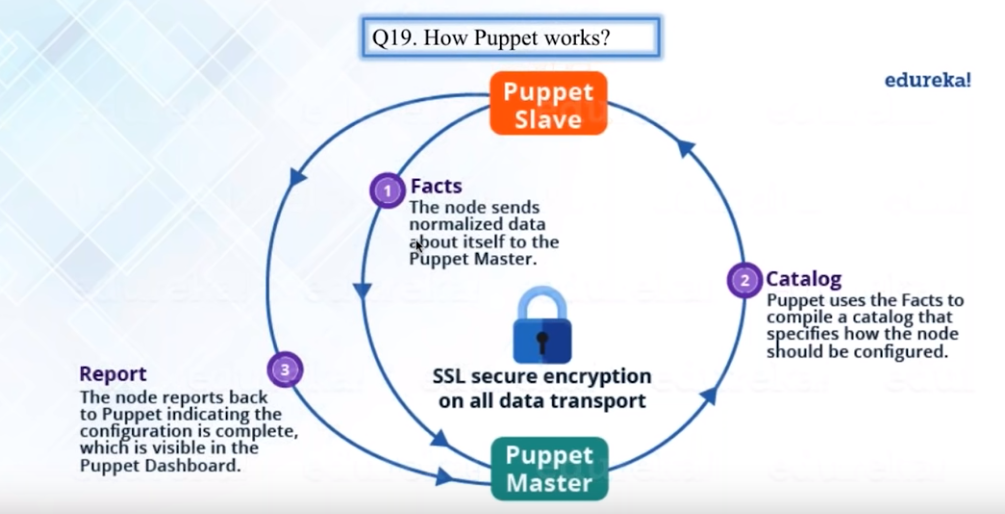 Q19. How Puppet works?
edureka!
Puppet
Slave
1
Facts
The node sends
normalized data
about itself to the
Puppet Master.
2
Catalog
Puppet uses the Facts to
compile a catalog that
specifies how the node
should be configured.
SSL secure encryption
on all data transport
3
Report
The node reports back
to Puppet indicating the
configuration is complete,
which is visible in the
Puppet Dashboard.
Puppet
Master